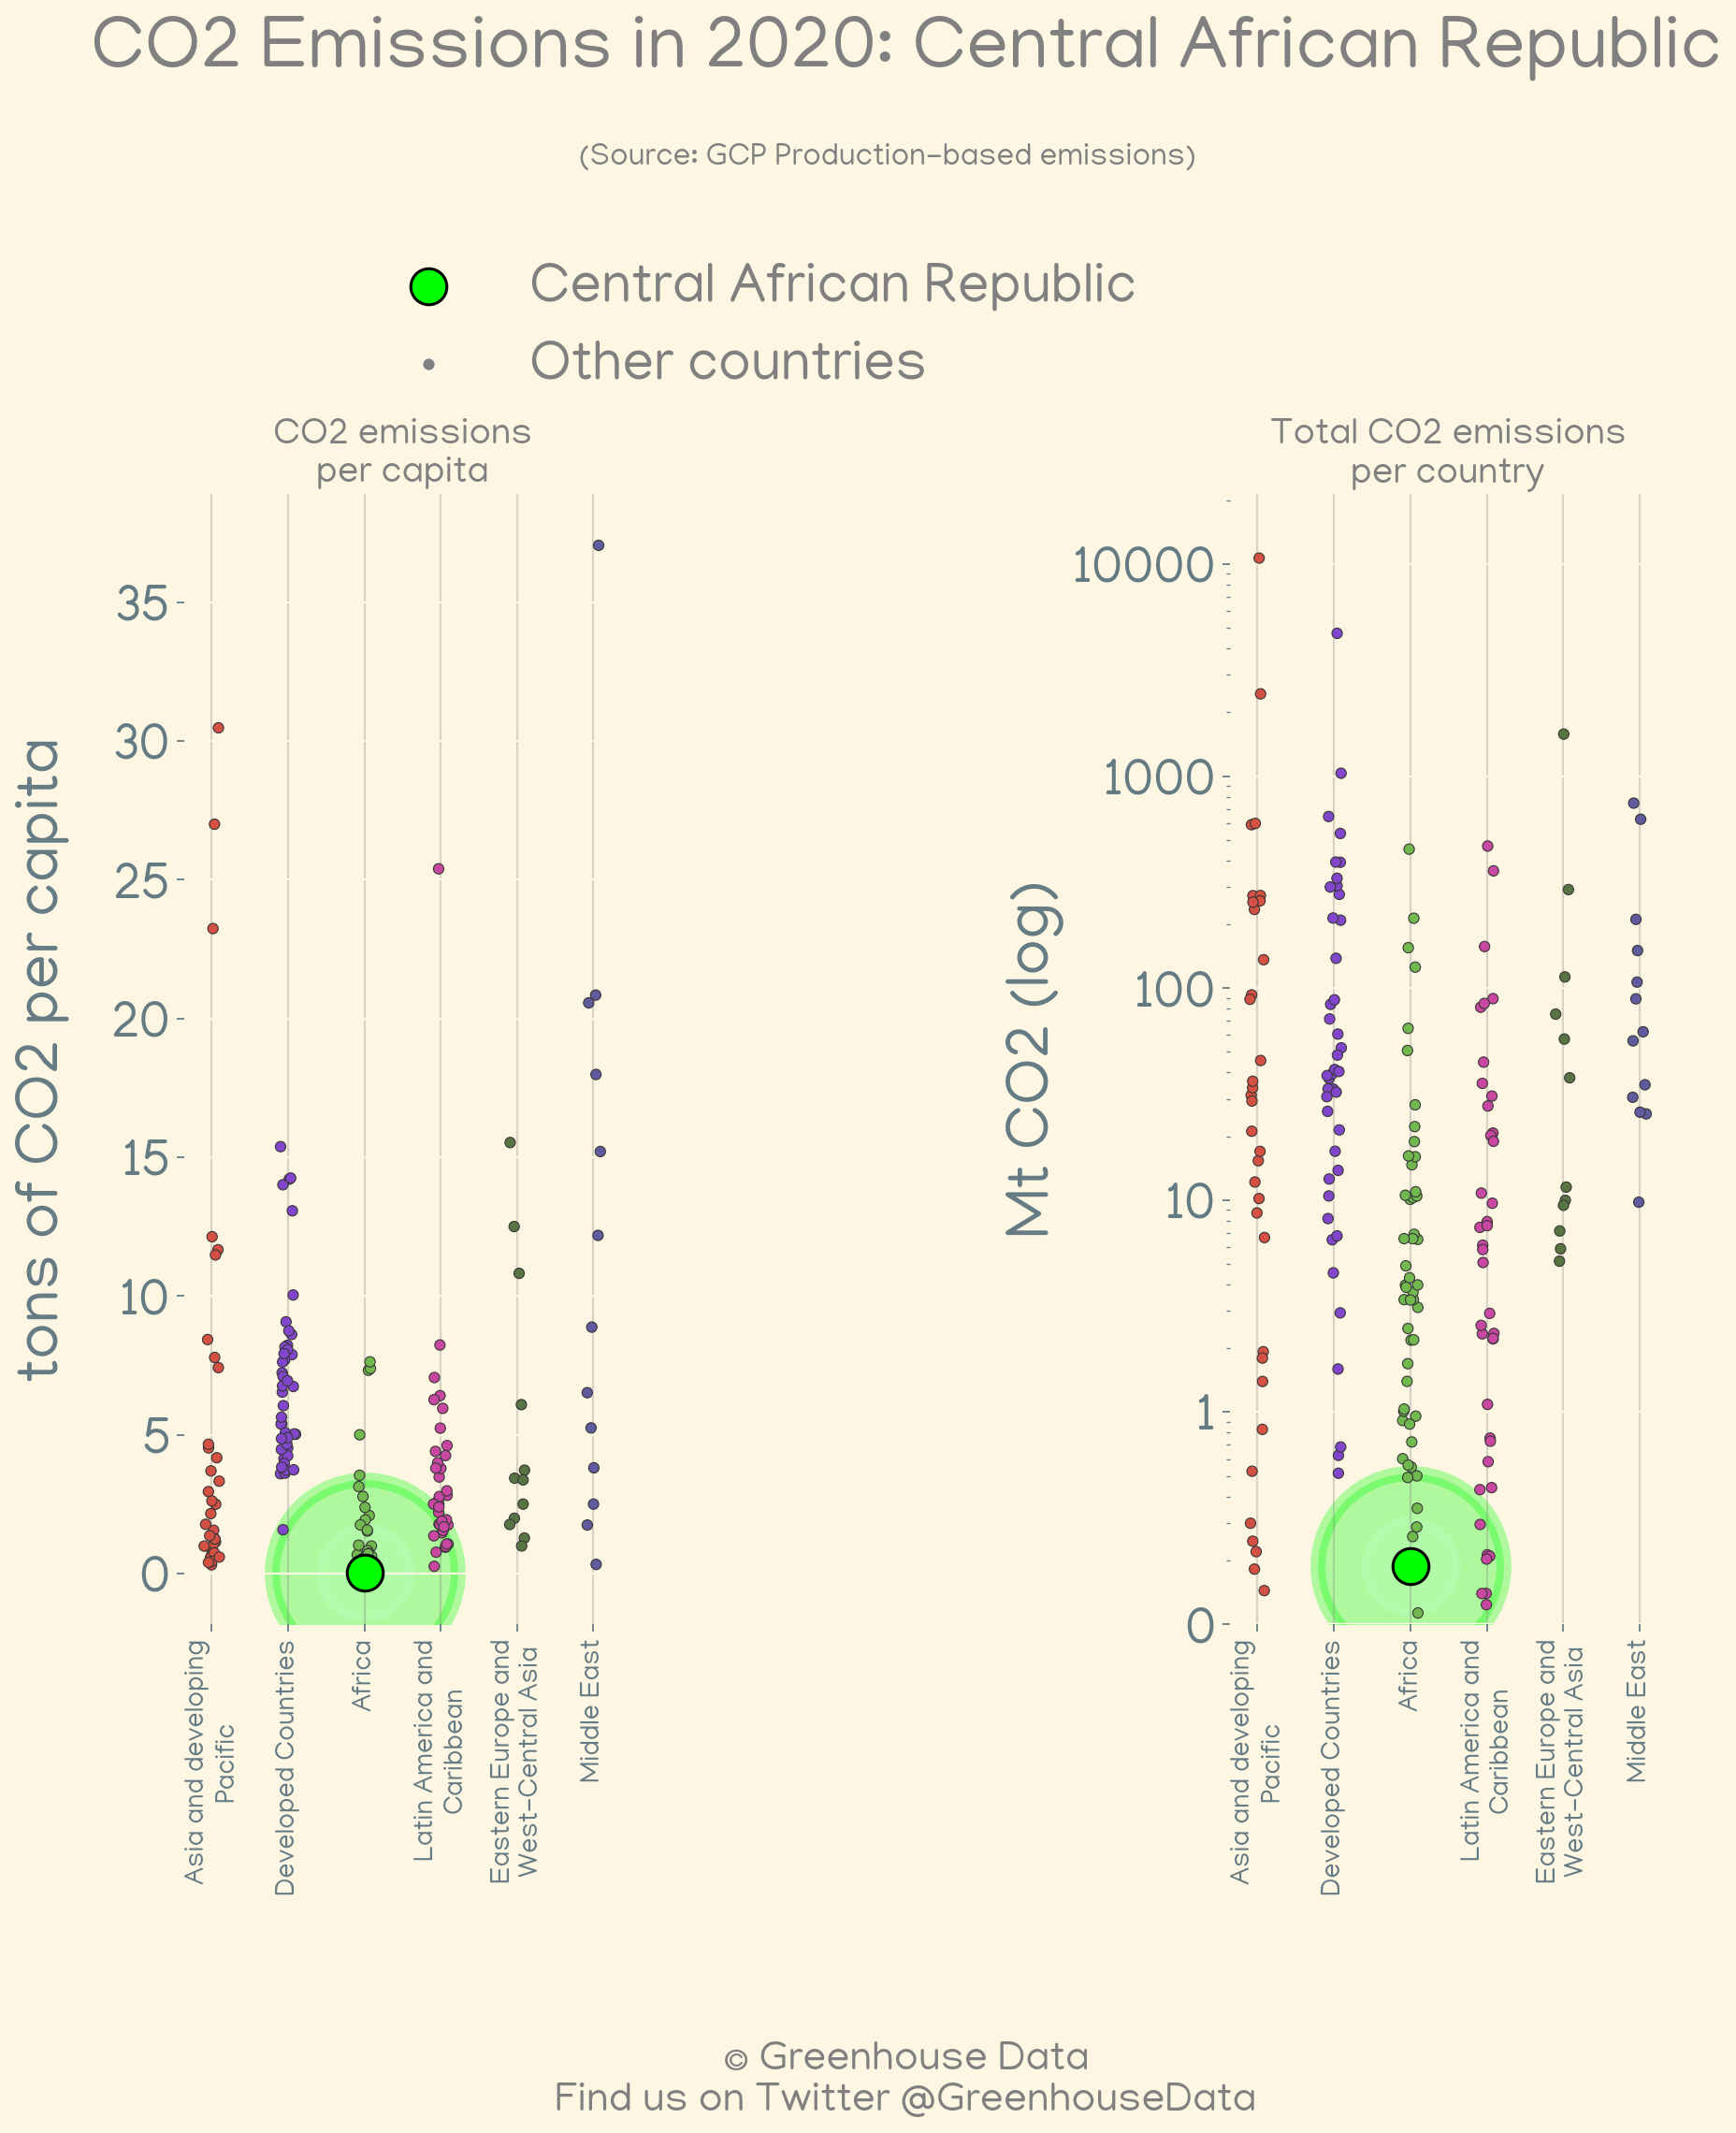 CO2 Emissions in 2020: Central African Republic
(Source: GCP Production-based emissions)
Central African Republic
Other countries
CO2 emissions
per capita
tons of CO2 per capita
35
30
25
20
15
10
5
0
Asia and developing
Pacific
Developed Countries
Africa
Latin America and
Caribbean
Eastern Europe and
West-Central Asia
Middle East
Total CO2 emissions
per country
Mt CO2 (log)
10000
1000
100
10
1
0
Asia and developing
Pacific
Developed Countries
Africa
Latin America and
Caribbean
Eastern Europe and
West-Central Asia
Middle East
© Greenhouse Data
Find us on Twitter @GreenhouseData